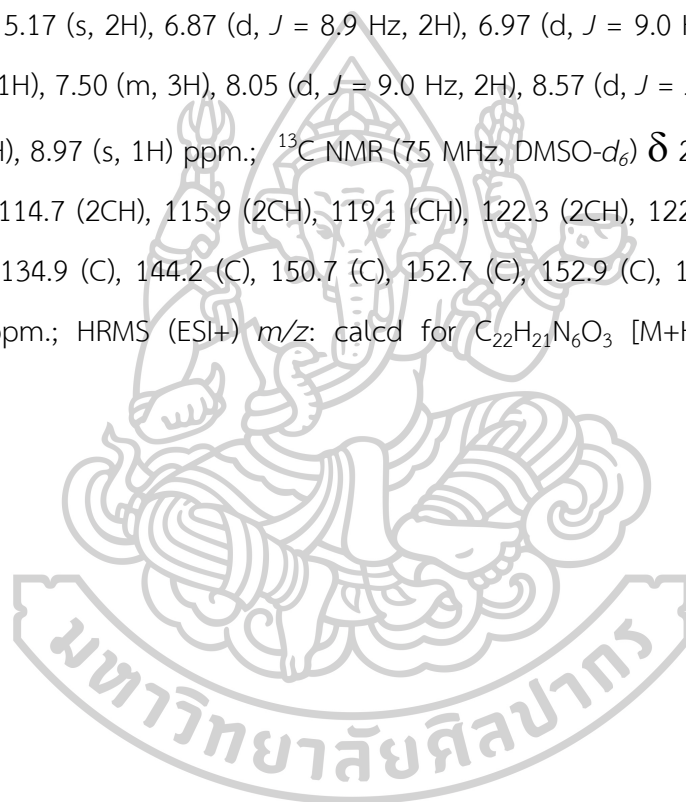 5.17 (s, 2H), 6.87 (d, J = 8.9 Hz, 2H), 6.97 (d, J = 9.0 H
1H), 7.50 (m, 3H), 8.05 (d, J = 9.0 Hz, 2H), 8.57 (d, J =
H), 8.97 (s, 1H) ppm.; ¹³C NMR (75 MHz, DMSO-d₆) δ 2
114.7 (2CH), 115.9 (2CH), 119.1 (CH), 122.3 (2CH), 122
134.9 (C), 144.2 (C), 150.7 (C), 152.7 (C), 152.9 (C), 1
ppm.; HRMS (ESI+) m/z: calcd for C₂₂H₂₁N₆O₃ [M+H
มหาวิทยาลัยศิลปากร